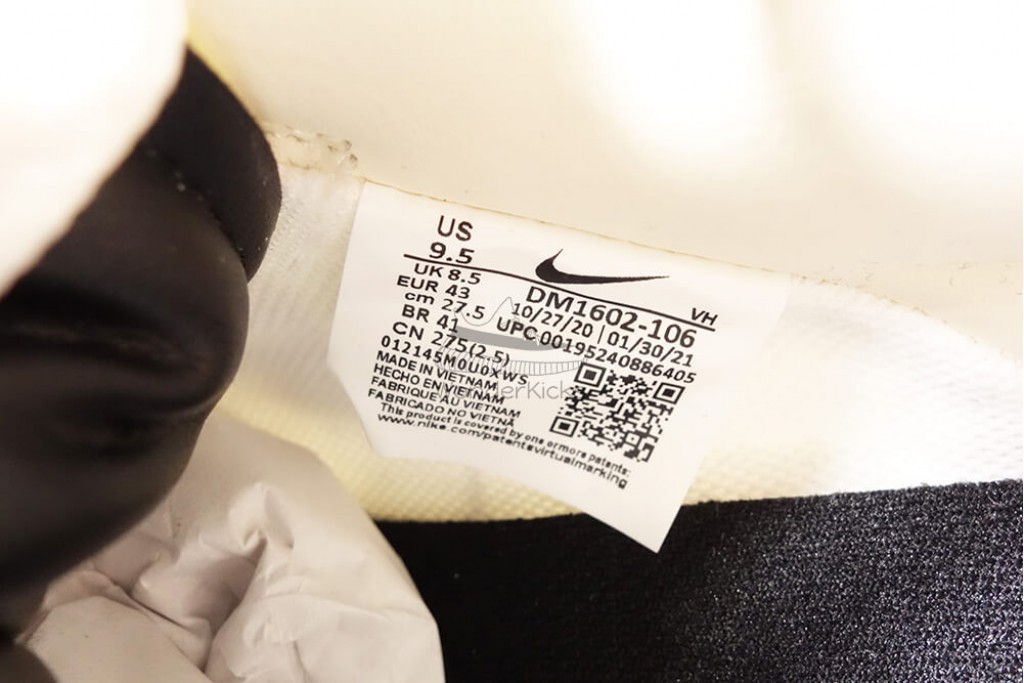 US
9.5
UK 8.5
EUR 43
cm 27.5
BR 41
CN 275(2.5)
VH
DM1602-106
10/27/20 | 01/30/21
UPC 00195240886405
012145M0U0XWS
MADE IN VIETNAM
HECHO EN VIETNAM
FABRIQUE AU VIETNAM
FABRICADO NO VIETNÃ
This product is covered by one or more patents:
www.nike.com/patentsvirtualmarking